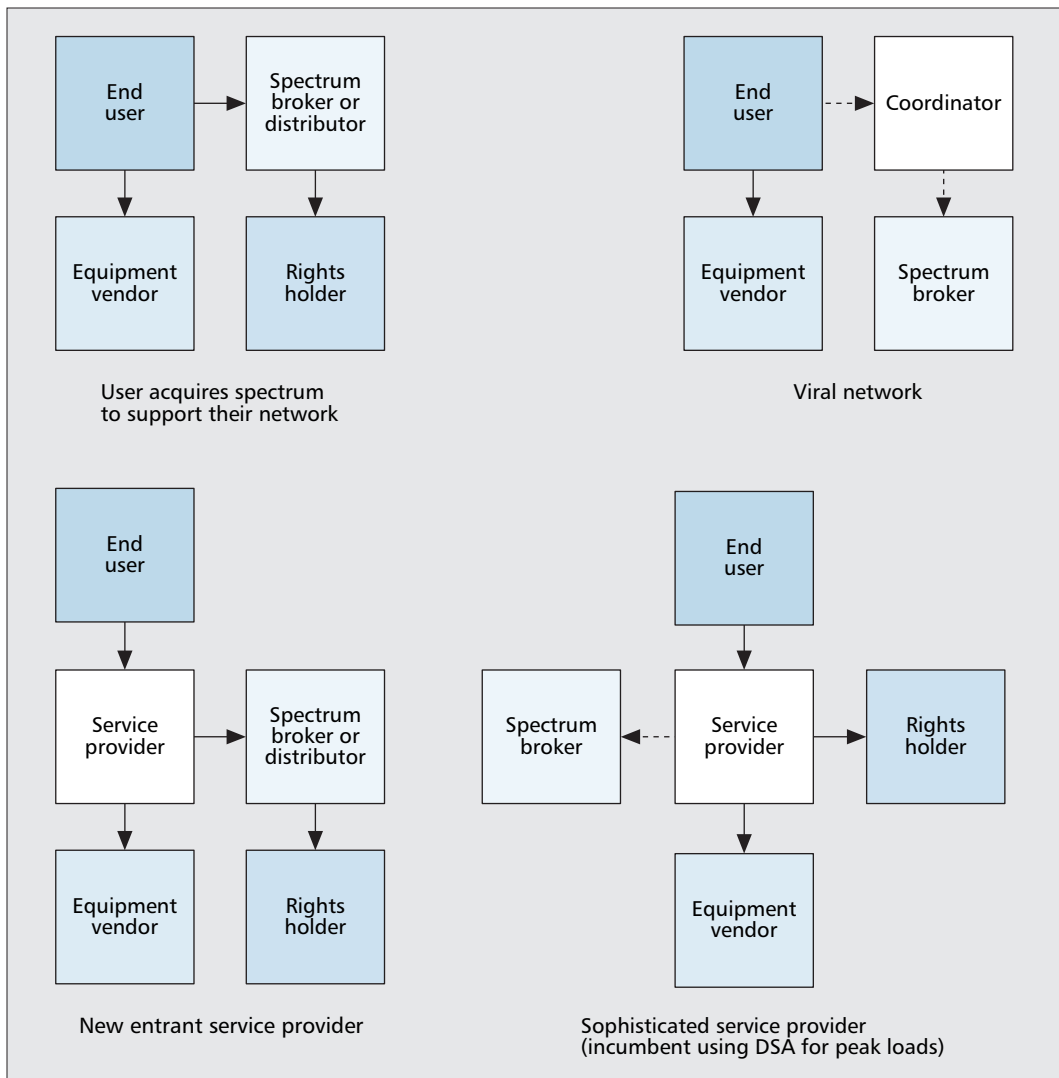 End
user
Spectrum
broker or
distributor
Equipment
vendor
Rights
holder
User acquires spectrum
to support their network
End
user
Coordinator
Equipment
vendor
Spectrum
broker
Viral network
End
user
Service
provider
Spectrum
broker or
distributor
Equipment
vendor
Rights
holder
New entrant service provider
End
user
Spectrum
broker
Service
provider
Rights
holder
Equipment
vendor
Sophisticated service provider
(incumbent using DSA for peak loads)